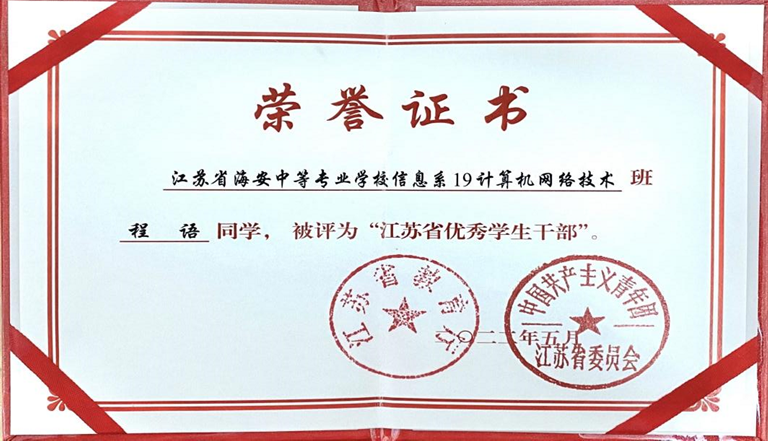 荣誉证书
江苏省海安中等专业学校信息系19计算机网络技术 班
程 语 同学，被评为“江苏省优秀学生干部”。
江苏省教育厅
中国共产主义青年团
江苏省委员会
二〇二二年五月